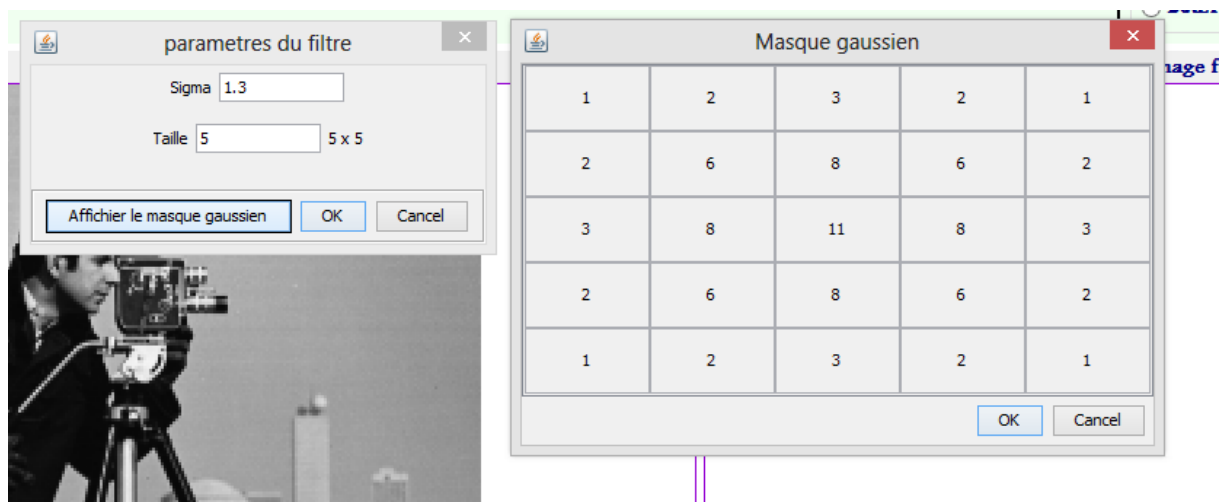 parametres du filtre
Sigma 1.3
Taille 5 5 x 5
Affichier le masque gaussien OK Cancel
Masque gaussien
1 2 3 2 1
2 6 8 6 2
3 8 11 8 3
2 6 8 6 2
1 2 3 2 1
OK Cancel